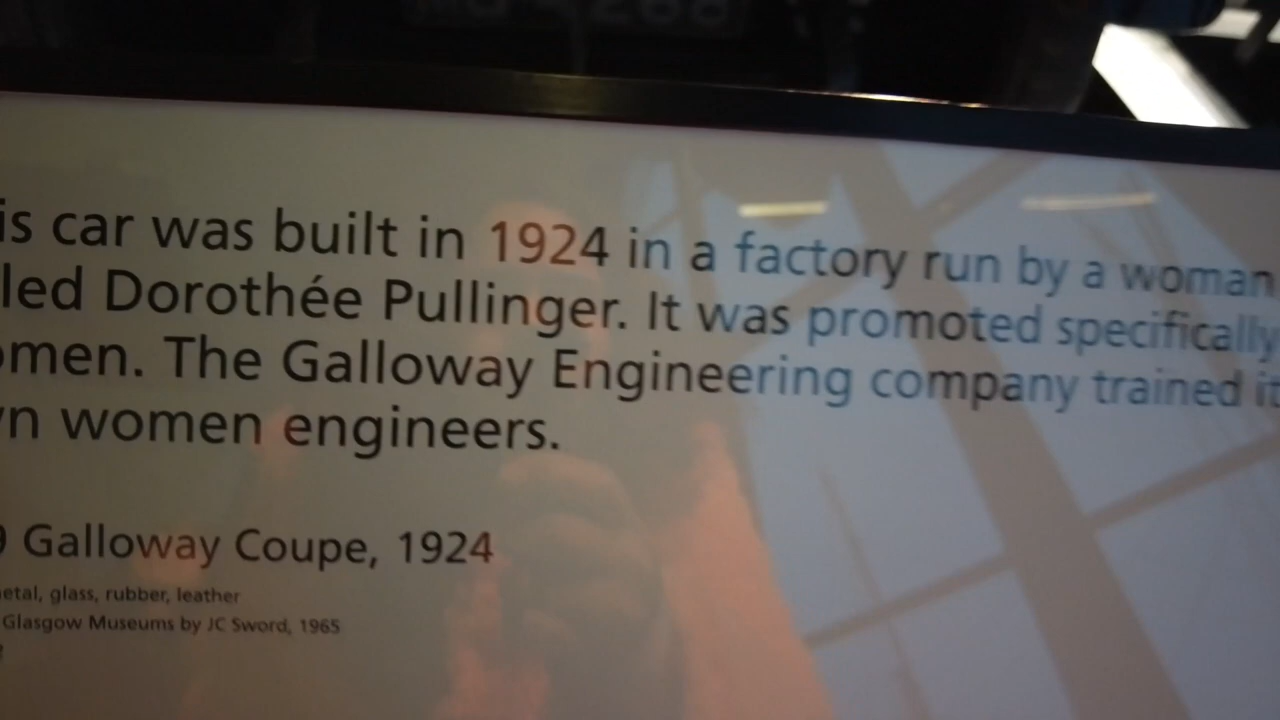 is car was built in 1924 in a factory run by a woman
led Dorothée Pullinger. It was promoted specifically
omen. The Galloway Engineering company trained it
n women engineers.
Galloway Coupe, 1924
etal, glass, rubber, leather
Glasgow Museums by JC Sword, 1965